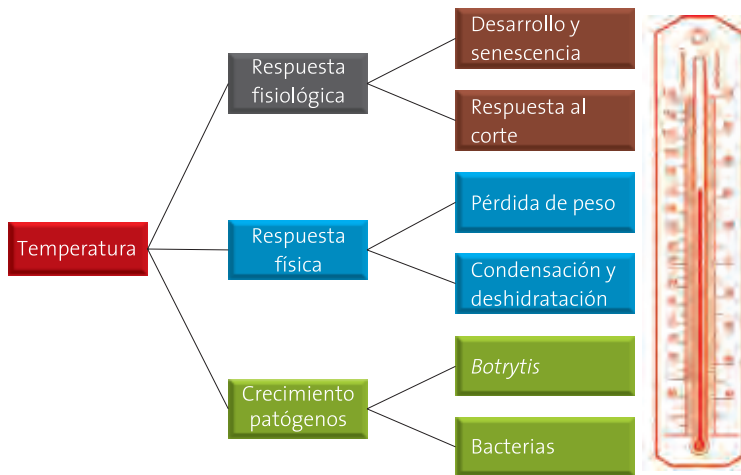 Desarrollo y
senescencia
Respuesta
fisiológica
Respuesta al
corte
Pérdida de peso
Temperatura
Respuesta
física
Condensación y
deshidratación
Botrytis
Crecimiento
patógenos
Bacterias